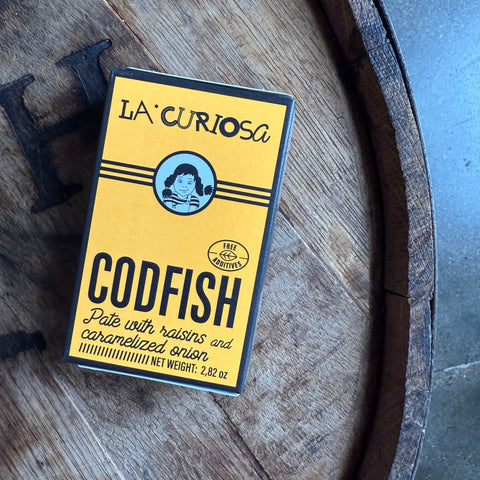 LA·CURIOSA
FREE
ADDITIVES
CODFISH
Pate with raisins and
caramelized onion
NET WEIGHT: 2,82 oz
H